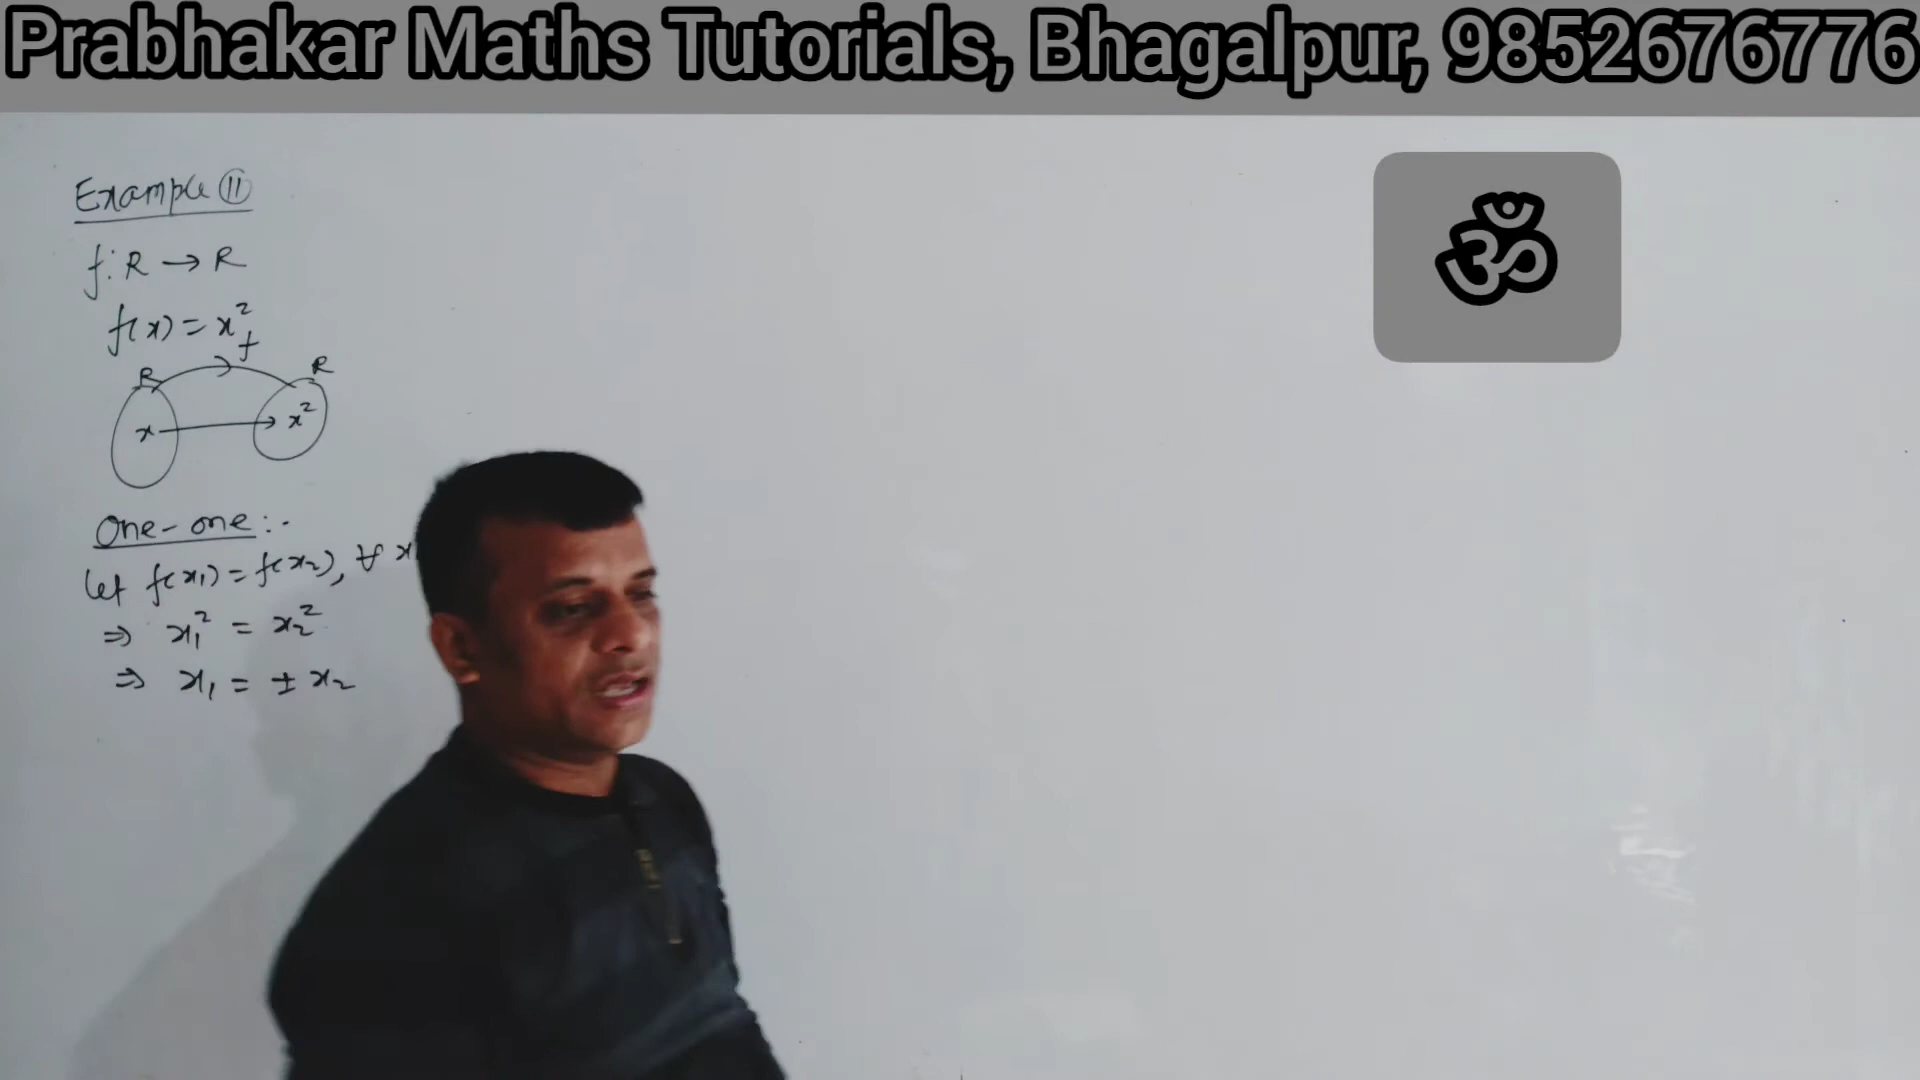 Prabhakar Maths Tutorials, Bhagalpur, 9852676776
ॐ
Example 11
f: R → R
f(x) = x²
f
R R
x → x²
One-one :-
Let f(x₁) = f(x₂), ∀ x
⇒ x₁² = x₂²
⇒ x₁ = ± x₂